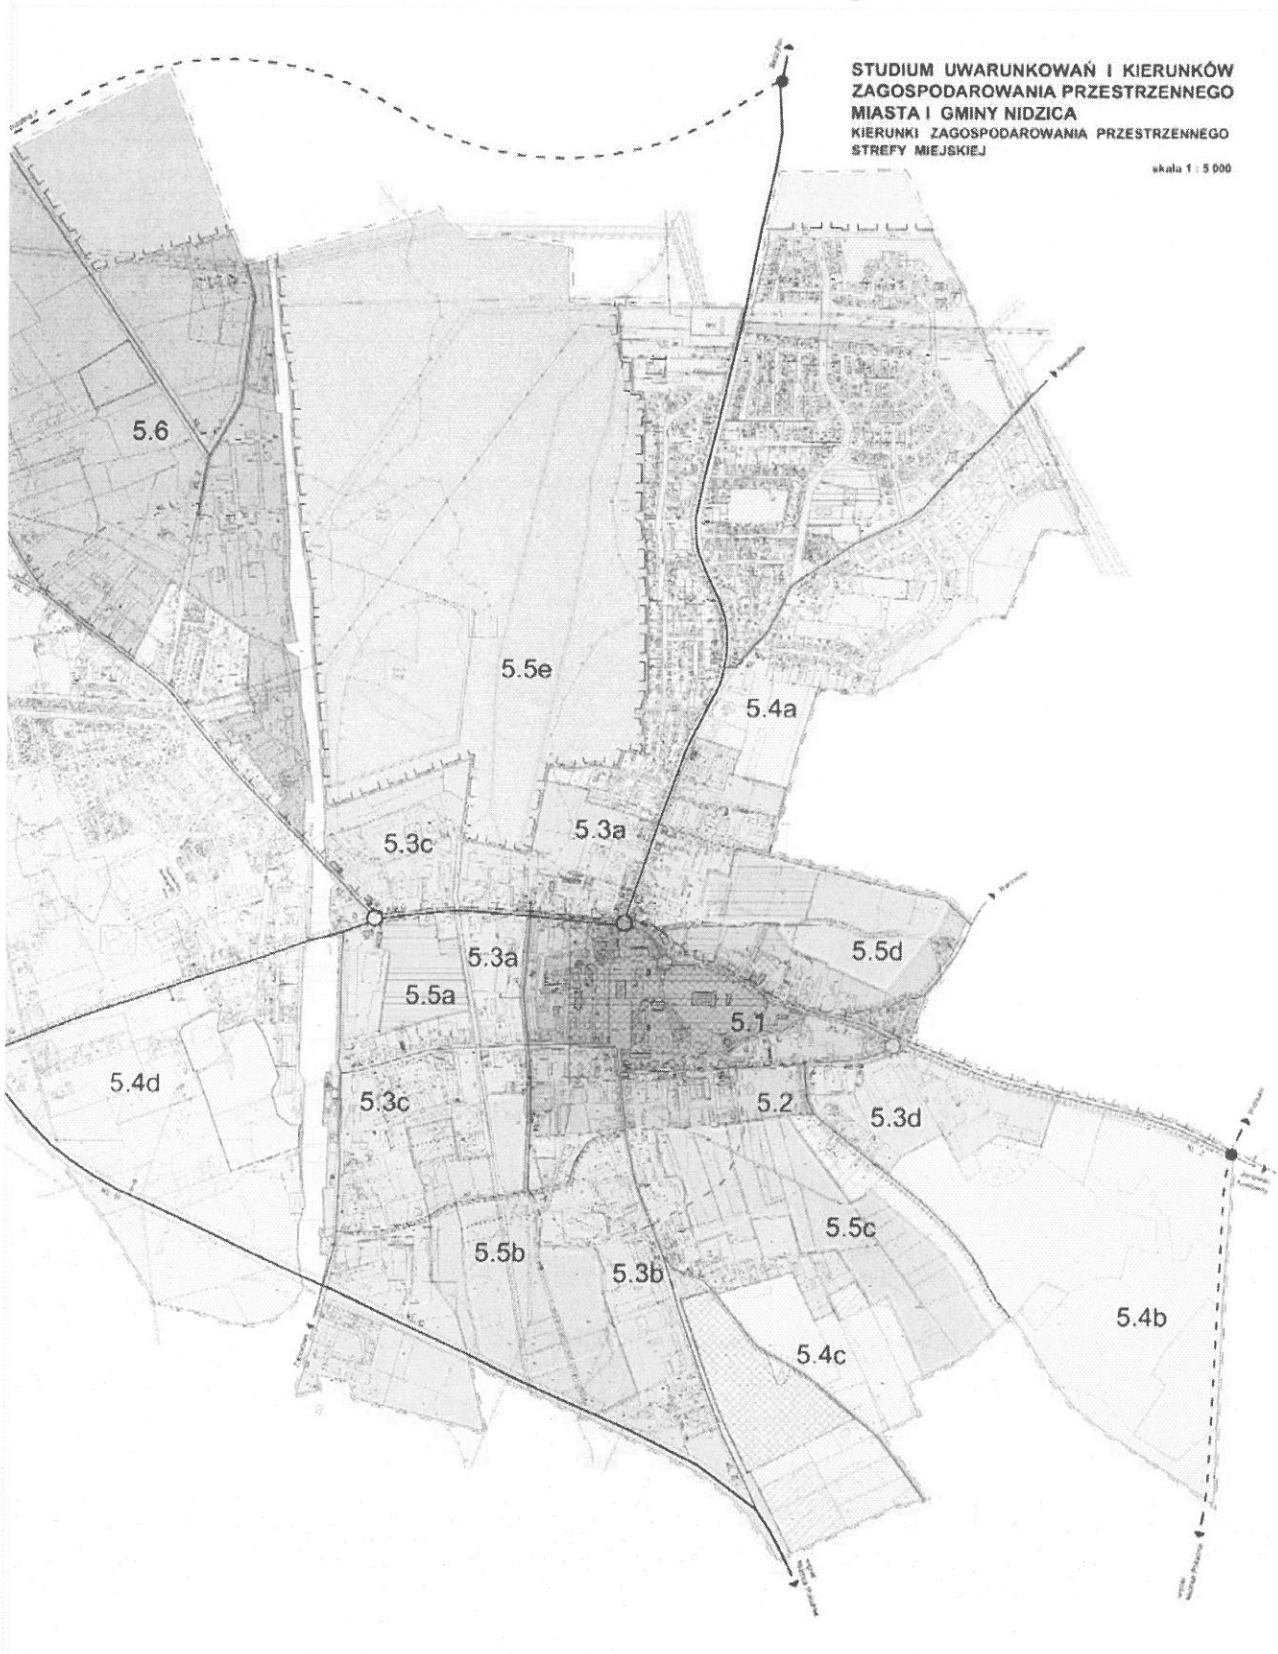 STUDIUM UWARUNKOWAŃ I KIERUNKÓW
ZAGOSPODAROWANIA PRZESTRZENNEGO
MIASTA I GMINY NIDZICA
KIERUNKI ZAGOSPODAROWANIA PRZESTRZENNEGO
STREFY MIEJSKIEJ
skala 1 : 5 000
5.6
5.5e
5.4a
5.3c
5.3a
5.3a
5.5d
5.5a
5.1
5.4d
5.3c
5.2
5.3d
5.5b
5.3b
5.5c
5.4b
5.4c